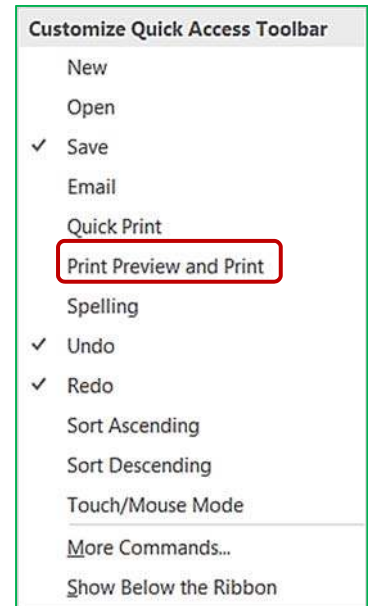 Customize Quick Access Toolbar
New
Open
Save
Email
Quick Print
Print Preview and Print
Spelling
Undo
Redo
Sort Ascending
Sort Descending
Touch/Mouse Mode
More Commands...
Show Below the Ribbon